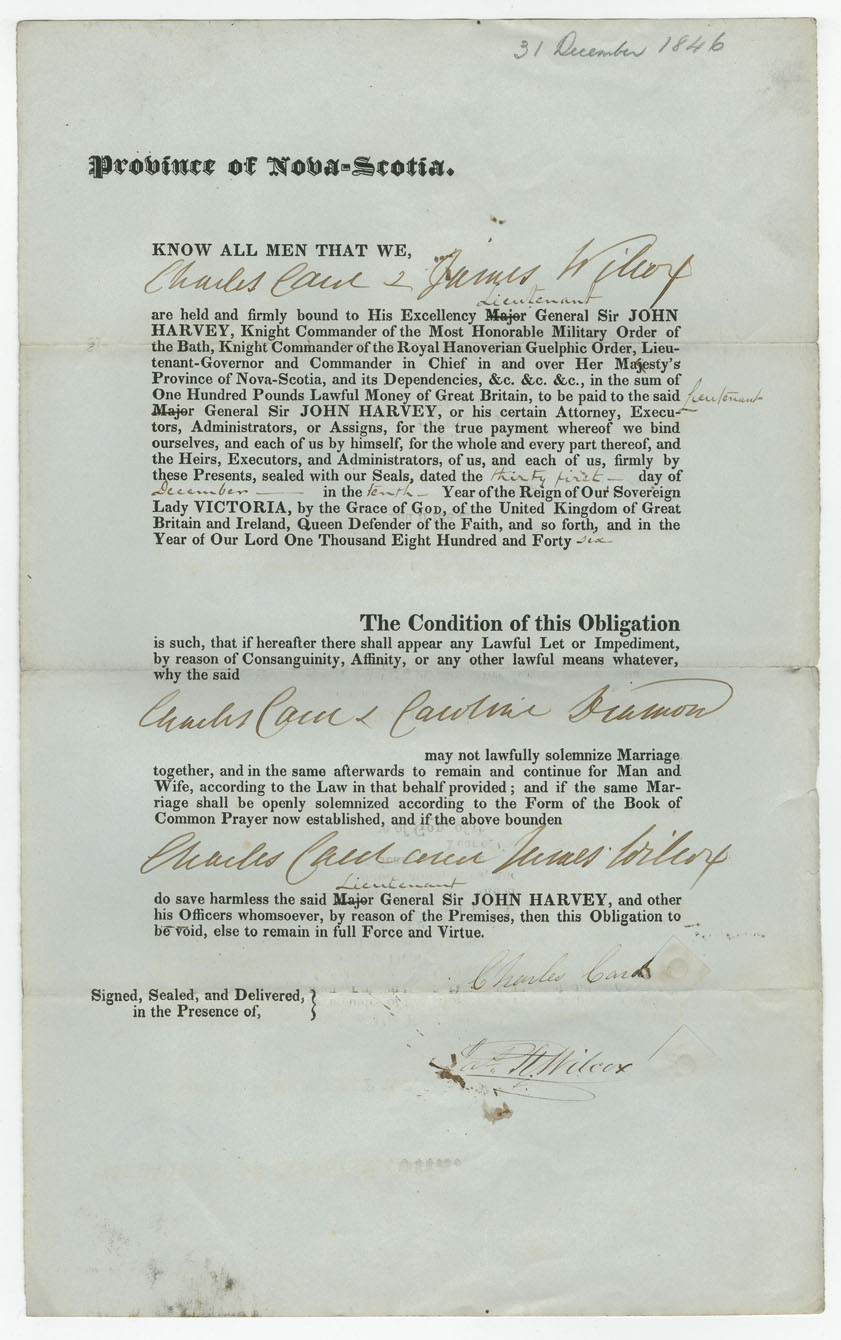 31 December 1846
Province of Nova-Scotia.
KNOW ALL MEN THAT WE,
Charles Card & James Wilcox
Lieutenant
are held and firmly bound to His Excellency Major General Sir JOHN
HARVEY, Knight Commander of the Most Honorable Military Order of
the Bath, Knight Commander of the Royal Hanoverian Guelphic Order, Lieu-
tenant-Governor and Commander in Chief in and over Her Majesty's
Province of Nova-Scotia, and its Dependencies, &c. &c. &c., in the sum of
One Hundred Pounds Lawful Money of Great Britain, to be paid to the said Lieutenant
Major General Sir JOHN HARVEY, or his certain Attorney, Execu-
tors, Administrators, or Assigns, for the true payment whereof we bind
ourselves, and each of us by himself, for the whole and every part thereof, and
the Heirs, Executors, and Administrators, of us, and each of us, firmly by
these Presents, sealed with our Seals, dated the thirty first day of
December in the tenth Year of the Reign of Our Sovereign
Lady VICTORIA, by the Grace of GOD, of the United Kingdom of Great
Britain and Ireland, Queen Defender of the Faith, and so forth, and in the
Year of Our Lord One Thousand Eight Hundred and Forty six
The Condition of this Obligation
is such, that if hereafter there shall appear any Lawful Let or Impediment,
by reason of Consanguinity, Affinity, or any other lawful means whatever,
why the said
Charles Card & Caroline Diamond
may not lawfully solemnize Marriage
together, and in the same afterwards to remain and continue for Man and
Wife, according to the Law in that behalf provided; and if the same Mar-
riage shall be openly solemnized according to the Form of the Book of
Common Prayer now established, and if the above bounden
Charles Card and James Wilcox
Lieutenant
do save harmless the said Major General Sir JOHN HARVEY, and other
his Officers whomsoever, by reason of the Premises, then this Obligation to
be void, else to remain in full Force and Virtue.
Charles Card
Signed, Sealed, and Delivered,
in the Presence of,
Jas. H. Wilcox